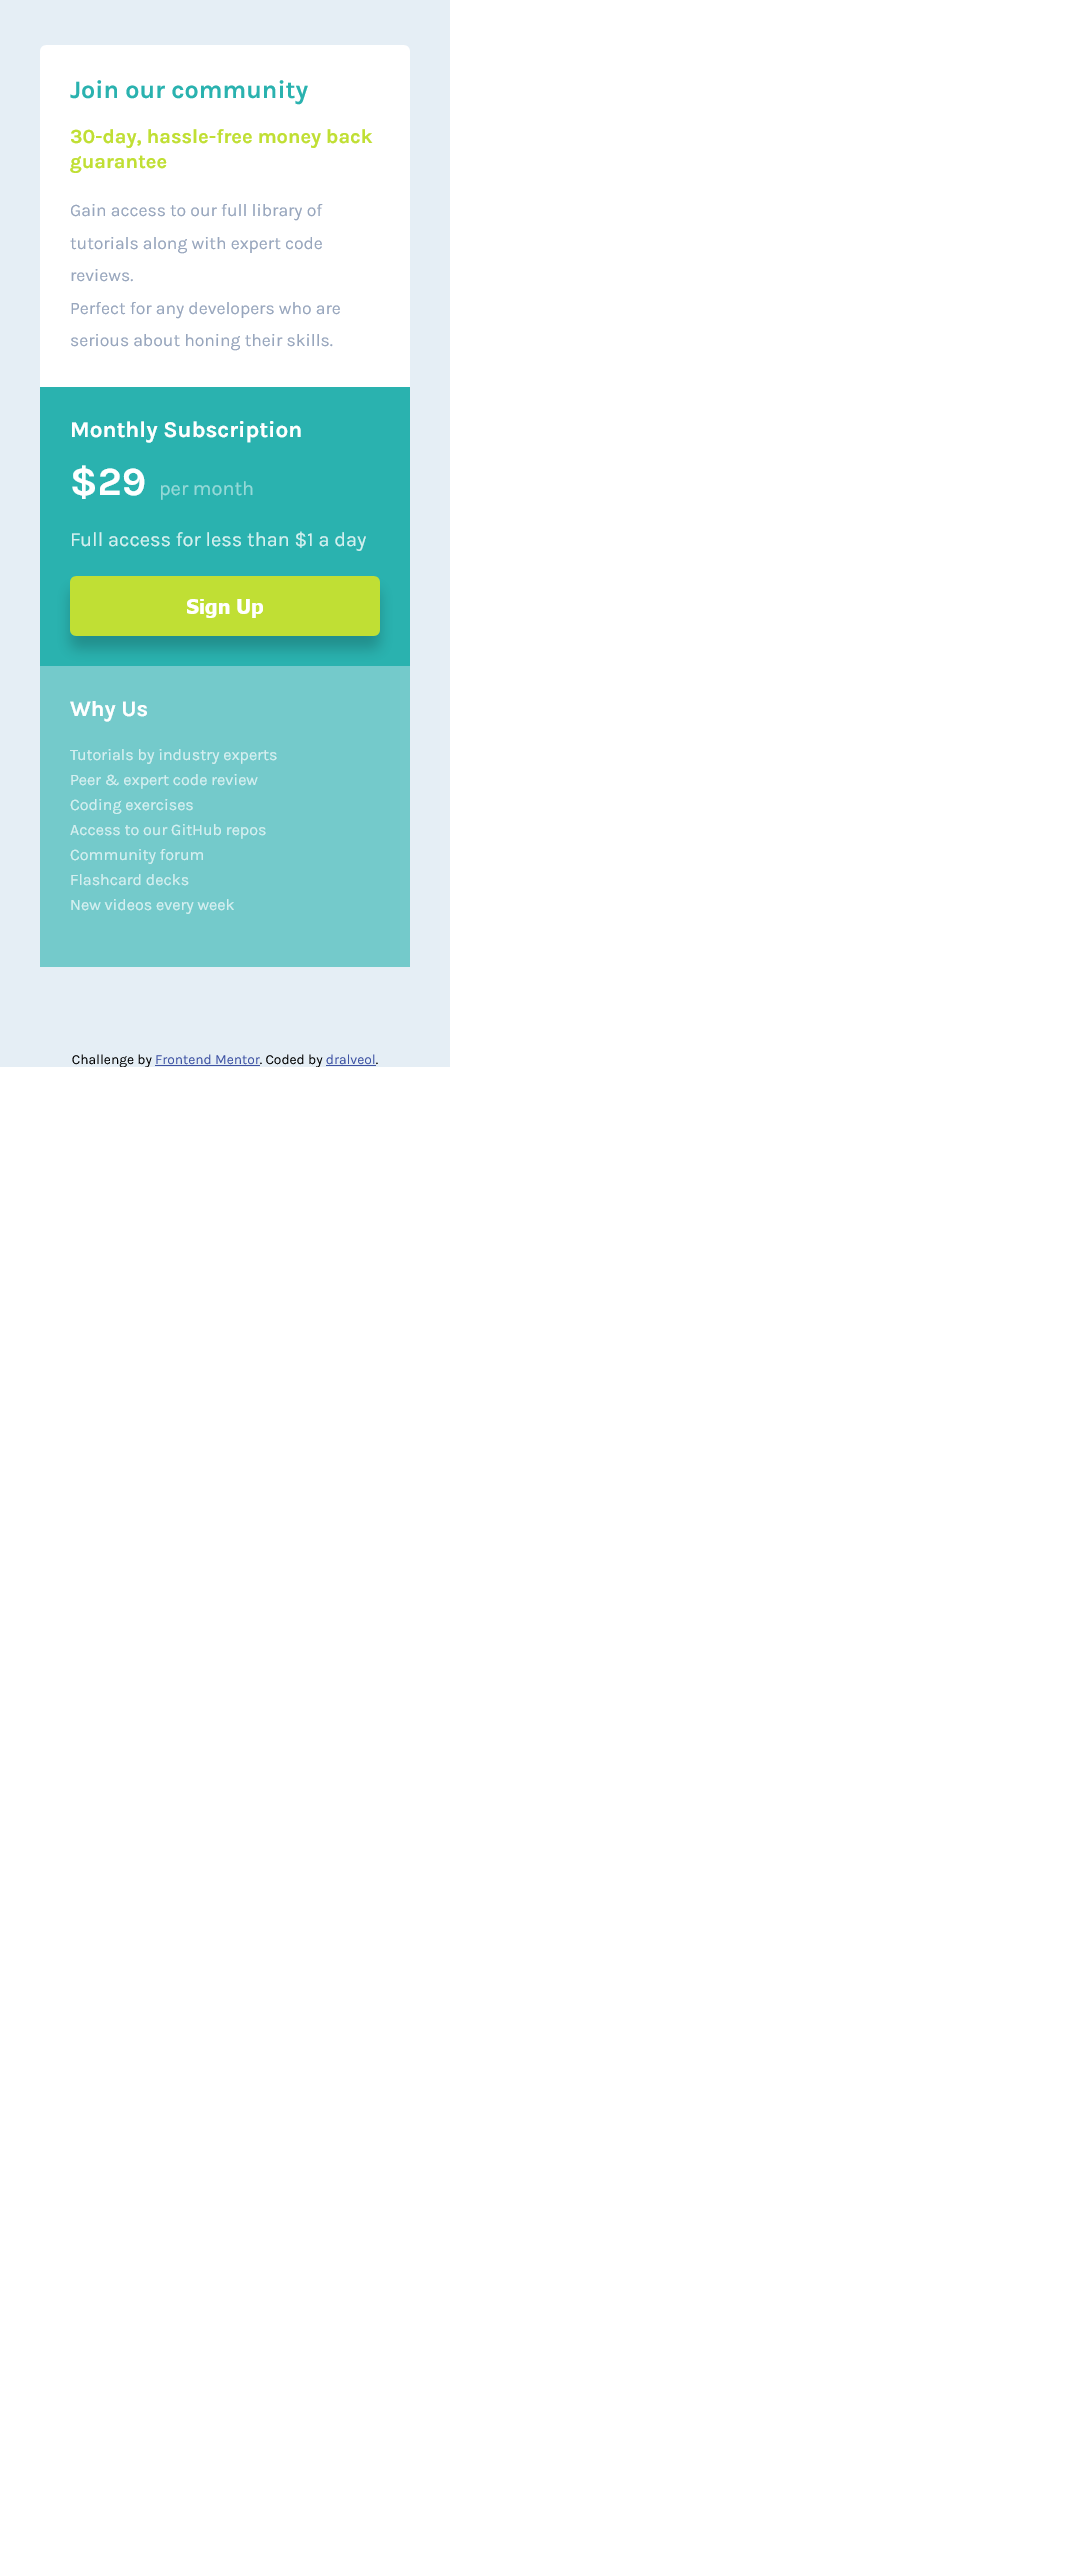 Join our community
30-day, hassle-free money back
guarantee
Gain access to our full library of
tutorials along with expert code
reviews.
Perfect for any developers who are
serious about honing their skills.
Monthly Subscription
$29 per month
Full access for less than $1 a day
Sign Up
Why Us
Tutorials by industry experts
Peer & expert code review
Coding exercises
Access to our GitHub repos
Community forum
Flashcard decks
New videos every week
Challenge by Frontend Mentor. Coded by dralveol.